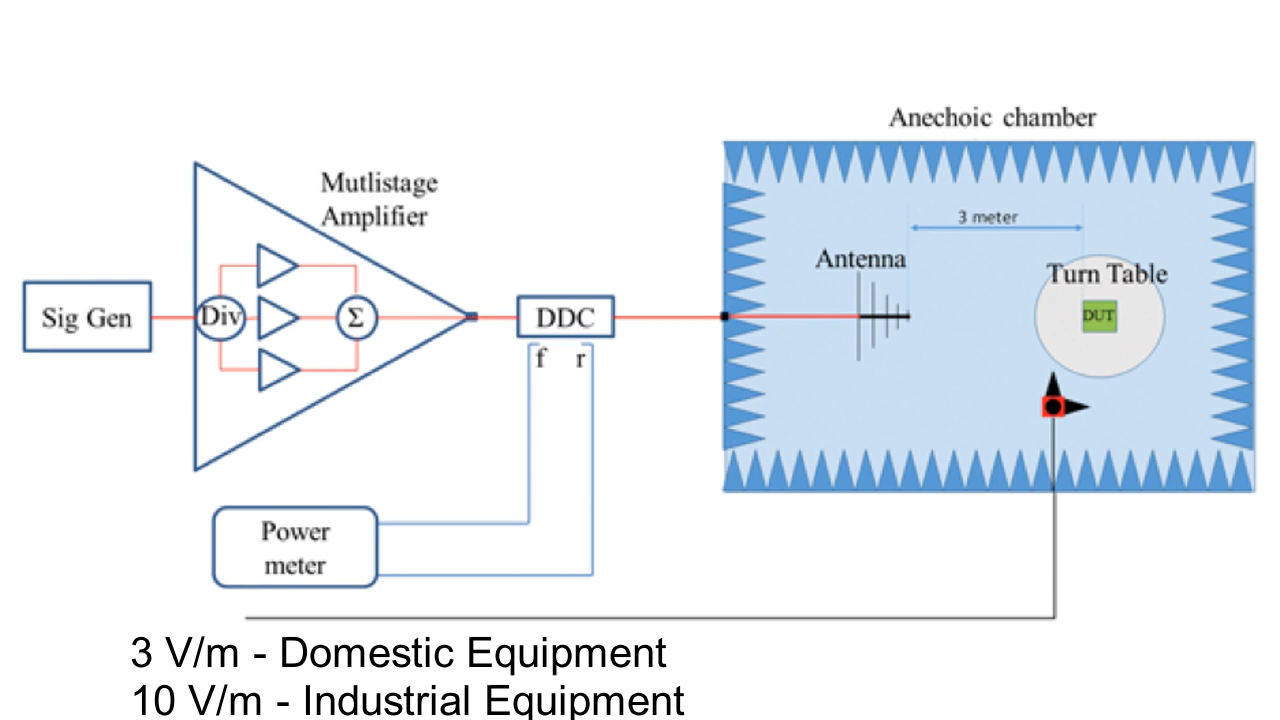 Anechoic chamber
Mutlistage
Amplifier
3 meter
Antenna
Turn Table
Sig Gen
Div
Σ
DDC
DUT
f r
Power
meter
3 V/m - Domestic Equipment
10 V/m - Industrial Equipment